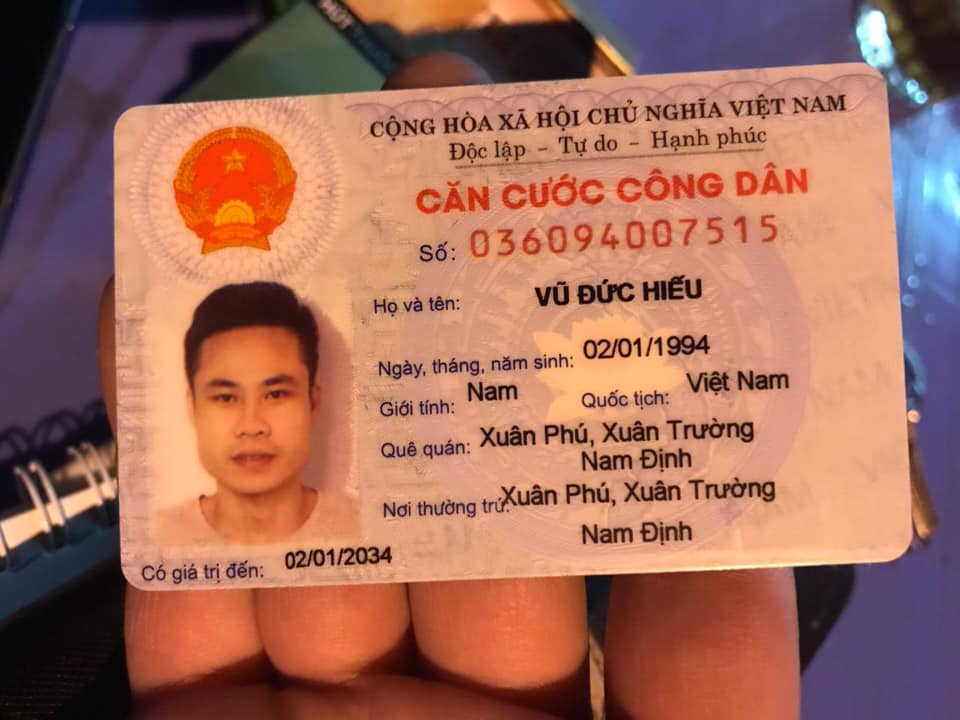 CỘNG HÒA XÃ HỘI CHỦ NGHĨA VIỆT NAM
Độc lập - Tự do - Hạnh phúc
CĂN CƯỚC CÔNG DÂN
Số: 036094007515
Họ và tên: VŨ ĐỨC HIẾU
Ngày, tháng, năm sinh: 02/01/1994
Giới tính: Nam Quốc tịch: Việt Nam
Quê quán: Xuân Phú, Xuân Trường
Nam Định
Nơi thường trú: Xuân Phú, Xuân Trường
Nam Định
Có giá trị đến: 02/01/2034